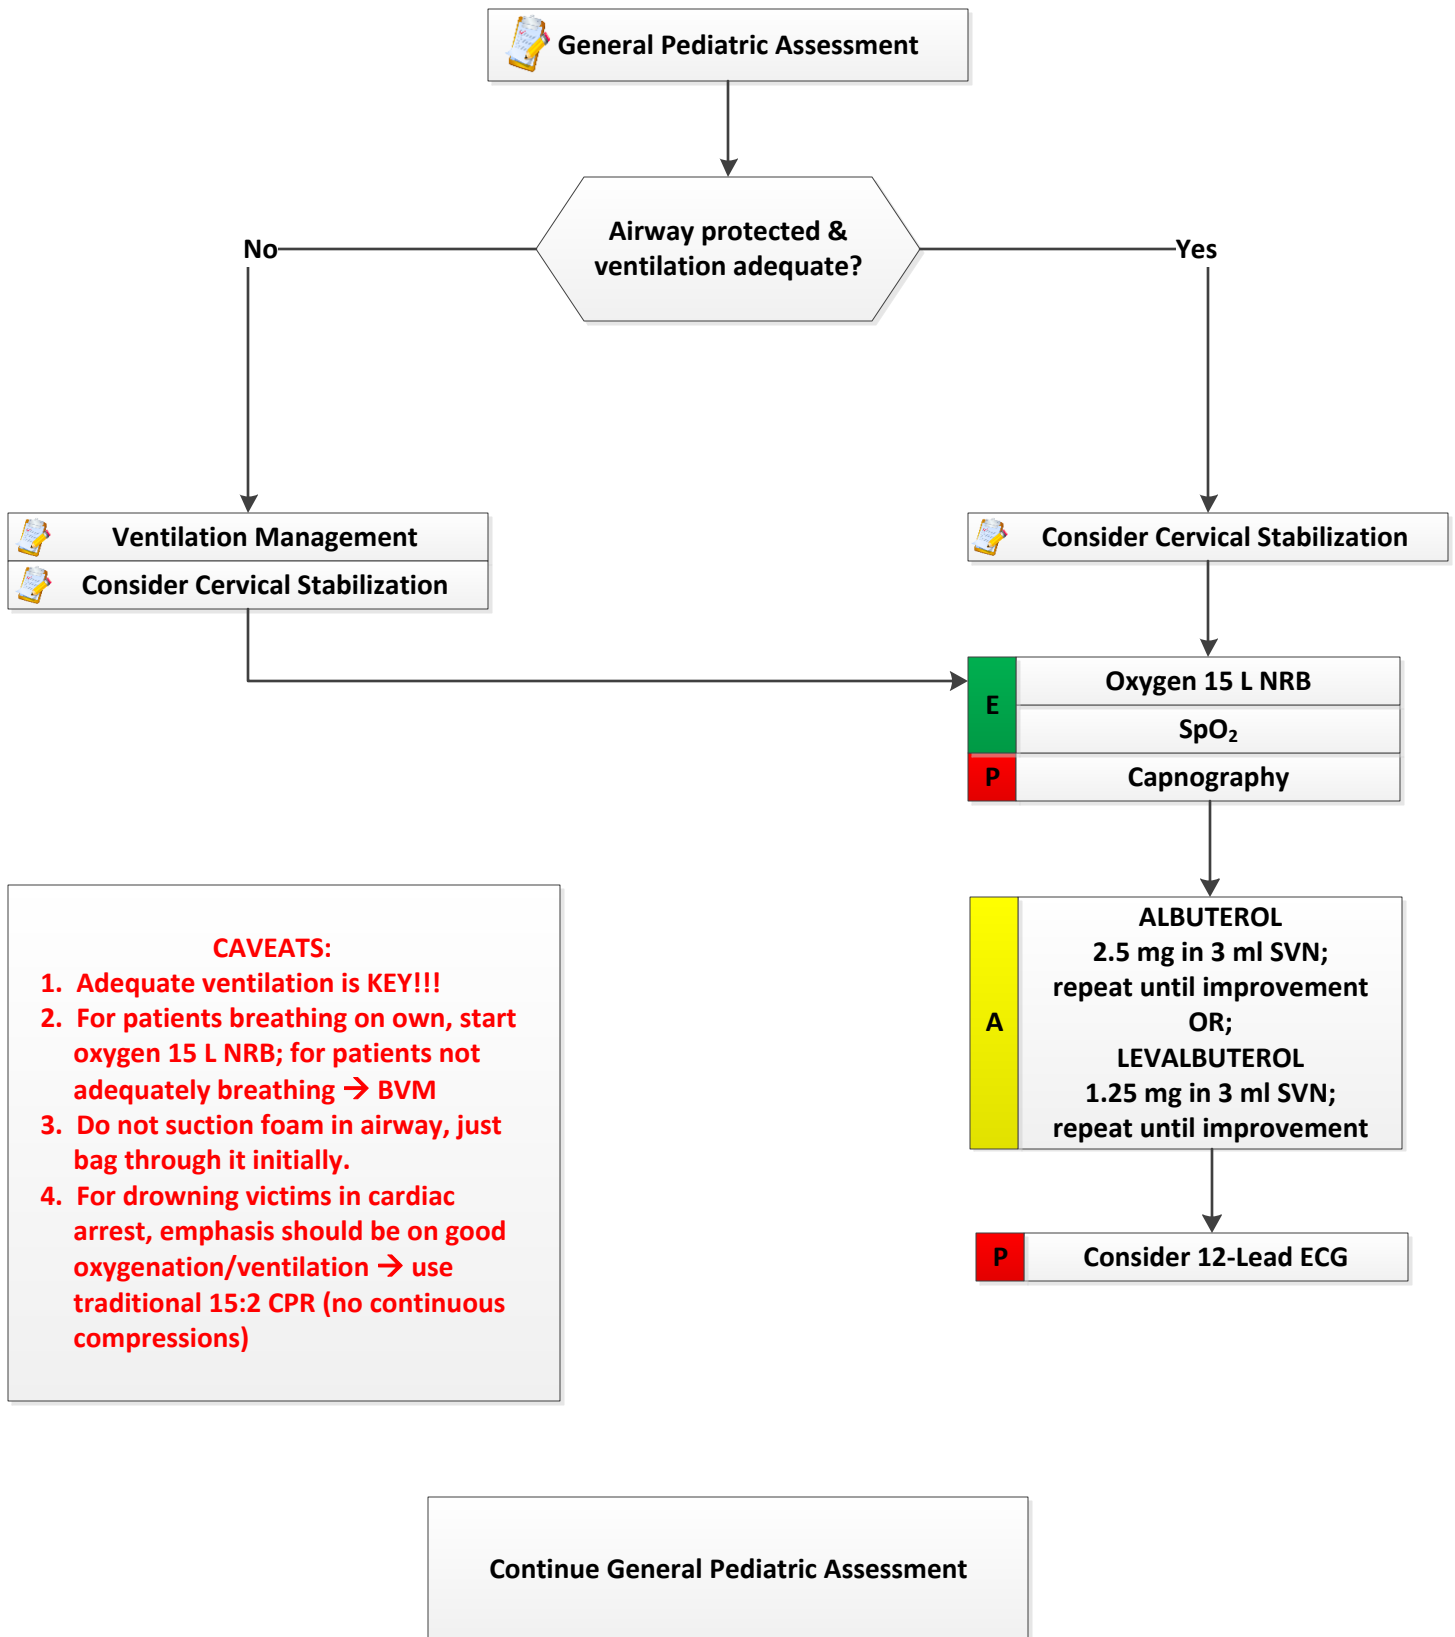 General Pediatric Assessment
Airway protected &
ventilation adequate?
No
Yes
Ventilation Management
Consider Cervical Stabilization
Consider Cervical Stabilization
E
Oxygen 15 L NRB
SpO₂
P
Capnography
A
ALBUTEROL
2.5 mg in 3 ml SVN;
repeat until improvement
OR;
LEVALBUTEROL
1.25 mg in 3 ml SVN;
repeat until improvement
P
Consider 12-Lead ECG
CAVEATS:
1. Adequate ventilation is KEY!!!
2. For patients breathing on own, start
oxygen 15 L NRB; for patients not
adequately breathing → BVM
3. Do not suction foam in airway, just
bag through it initially.
4. For drowning victims in cardiac
arrest, emphasis should be on good
oxygenation/ventilation → use
traditional 15:2 CPR (no continuous
compressions)
Continue General Pediatric Assessment